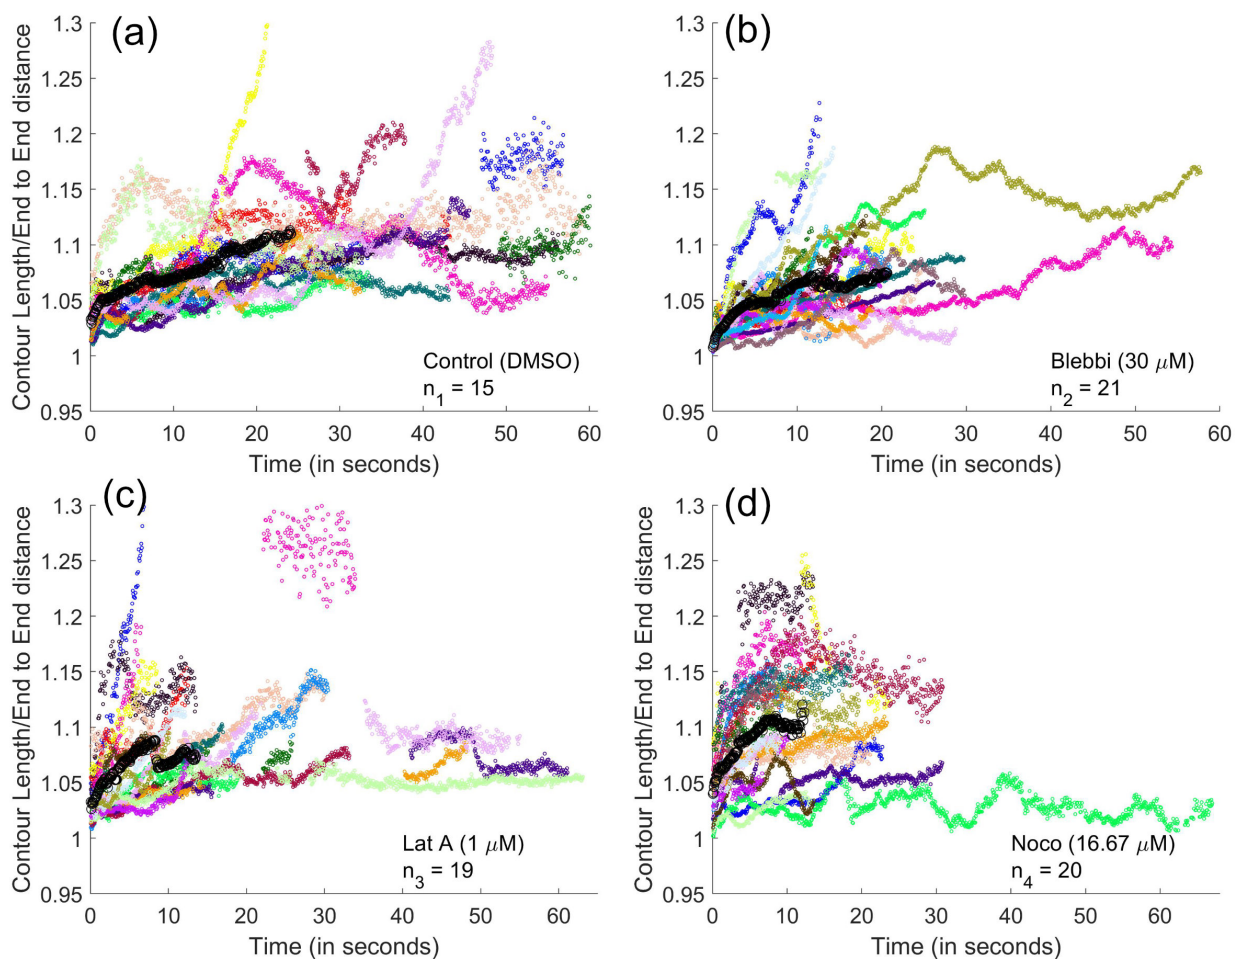 (a)
1.3
1.25
1.2
1.15
1.1
1.05
1
0.95
Contour Length/End to End distance
Control (DMSO)
n1 = 15
0 10 20 30 40 50 60
Time (in seconds)
(b)
1.3
1.25
1.2
1.15
1.1
1.05
1
0.95
Contour Length/End to End distance
Blebbi (30 μM)
n2 = 21
0 10 20 30 40 50 60
Time (in seconds)
(c)
1.3
1.25
1.2
1.15
1.1
1.05
1
0.95
Contour Length/End to End distance
Lat A (1 μM)
n3 = 19
0 10 20 30 40 50 60
Time (in seconds)
(d)
1.3
1.25
1.2
1.15
1.1
1.05
1
0.95
Contour Length/End to End distance
Noco (16.67 μM)
n4 = 20
0 10 20 30 40 50 60
Time (in seconds)